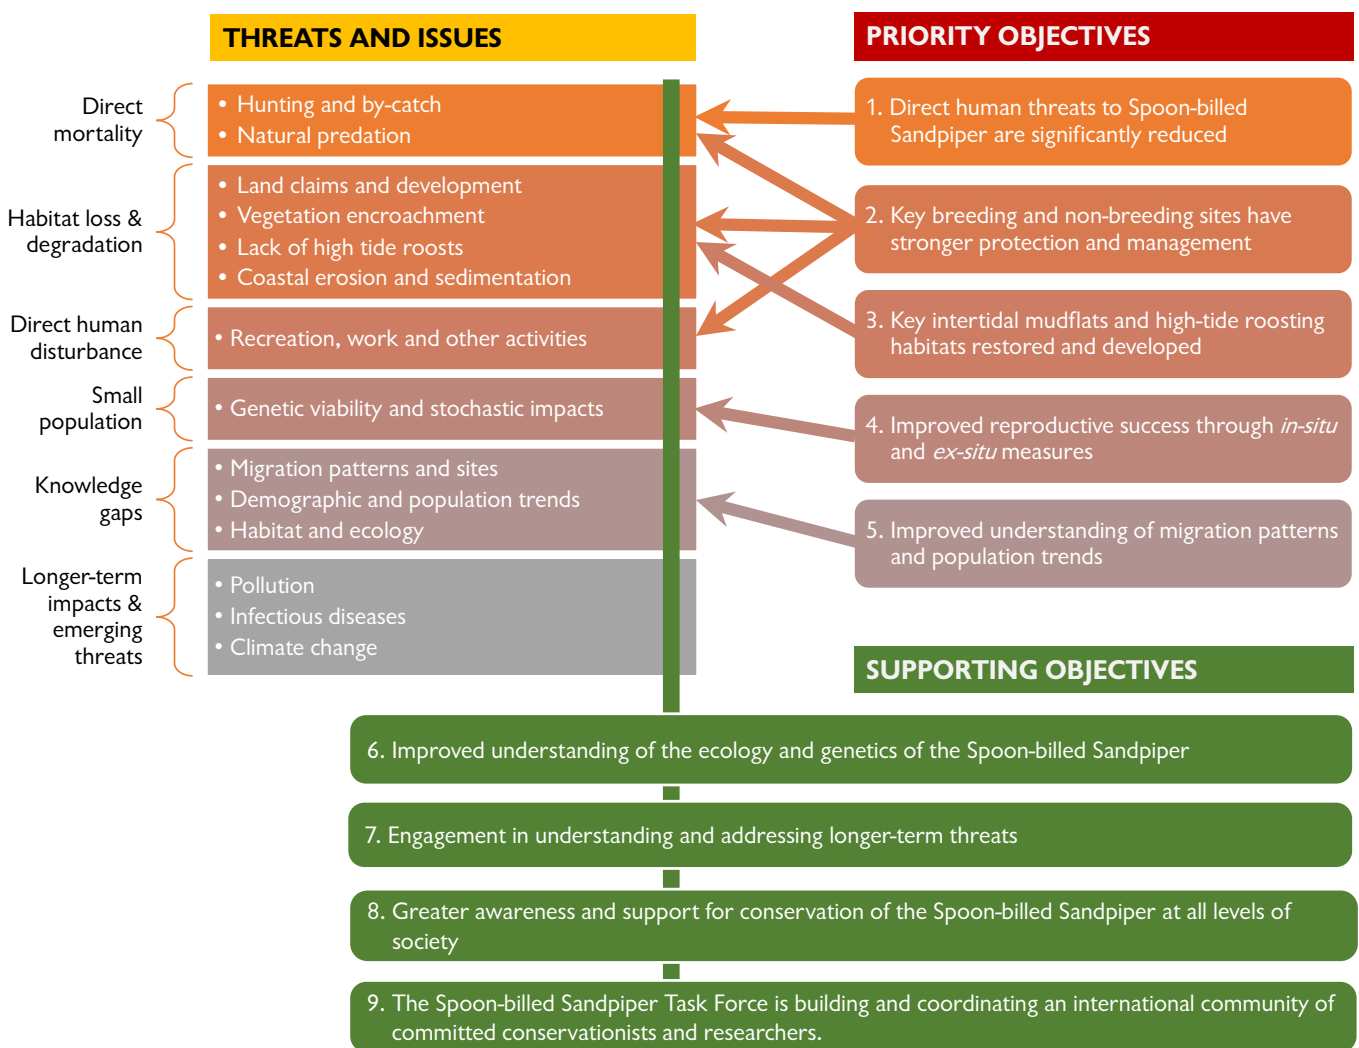 THREATS AND ISSUES
Direct
mortality
• Hunting and by-catch
• Natural predation
Habitat loss &
degradation
• Land claims and development
• Vegetation encroachment
• Lack of high tide roosts
• Coastal erosion and sedimentation
Direct human
disturbance
• Recreation, work and other activities
Small
population
• Genetic viability and stochastic impacts
Knowledge
gaps
• Migration patterns and sites
• Demographic and population trends
• Habitat and ecology
Longer-term
impacts &
emerging
threats
• Pollution
• Infectious diseases
• Climate change
PRIORITY OBJECTIVES
1. Direct human threats to Spoon-billed
Sandpiper are significantly reduced
2. Key breeding and non-breeding sites have
stronger protection and management
3. Key intertidal mudflats and high-tide roosting
habitats restored and developed
4. Improved reproductive success through in-situ
and ex-situ measures
5. Improved understanding of migration patterns
and population trends
SUPPORTING OBJECTIVES
6. Improved understanding of the ecology and genetics of the Spoon-billed Sandpiper
7. Engagement in understanding and addressing longer-term threats
8. Greater awareness and support for conservation of the Spoon-billed Sandpiper at all levels of
society
9. The Spoon-billed Sandpiper Task Force is building and coordinating an international community of
committed conservationists and researchers.